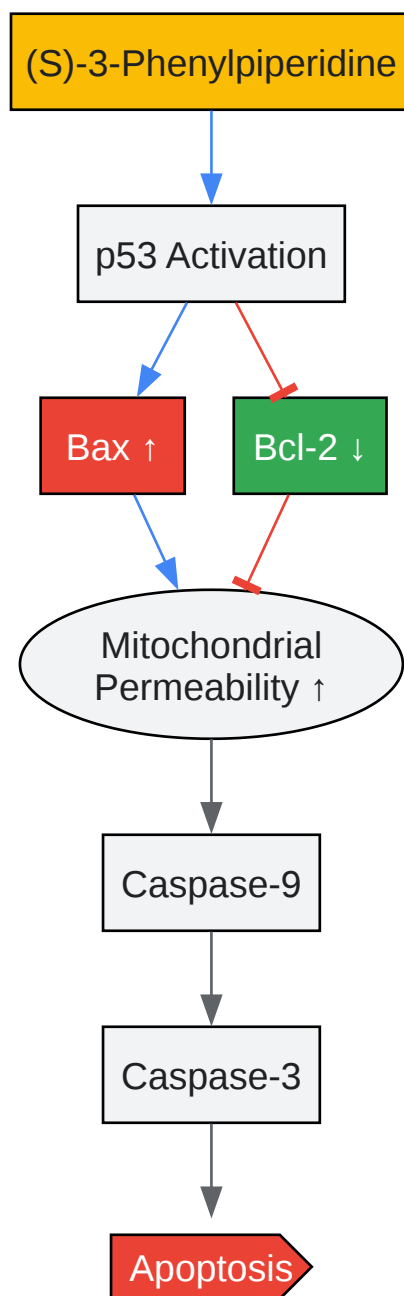 (S)-3-Phenylpiperidine
p53 Activation
Bax ↑
Bcl-2 ↓
Mitochondrial
Permeability ↑
Caspase-9
Caspase-3
Apoptosis